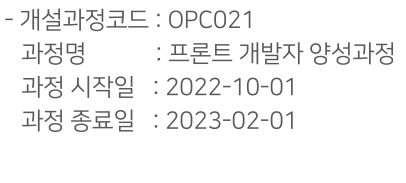 - 개설과정코드 : OPC021
과정명 : 프론트 개발자 양성과정
과정 시작일 : 2022-10-01
과정 종료일 : 2023-02-01